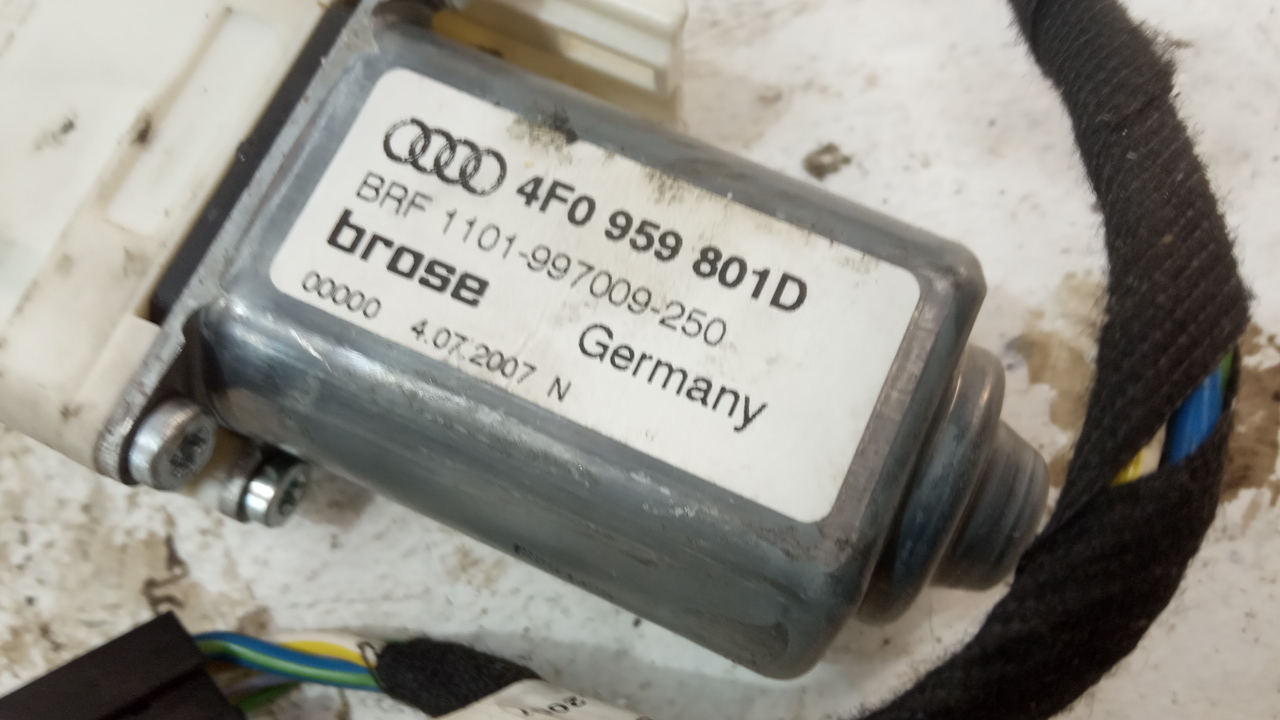 4F0 959 801D
BRF 1101-997009-250
brose
Germany
00000 4.07.2007 N